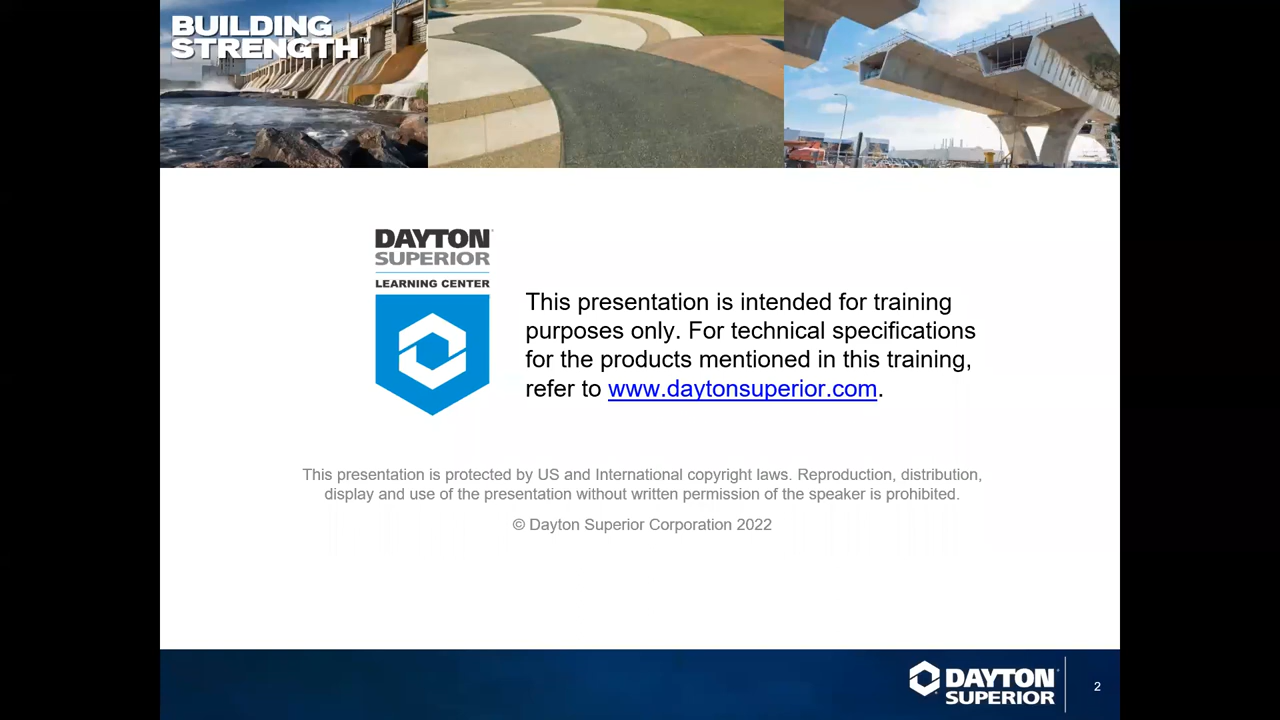 BUILDING
STRENGTH™
DAYTON
SUPERIOR
LEARNING CENTER
This presentation is intended for training
purposes only. For technical specifications
for the products mentioned in this training,
refer to www.daytonsuperior.com.
This presentation is protected by US and International copyright laws. Reproduction, distribution,
display and use of the presentation without written permission of the speaker is prohibited.
© Dayton Superior Corporation 2022
DAYTON
SUPERIOR
2